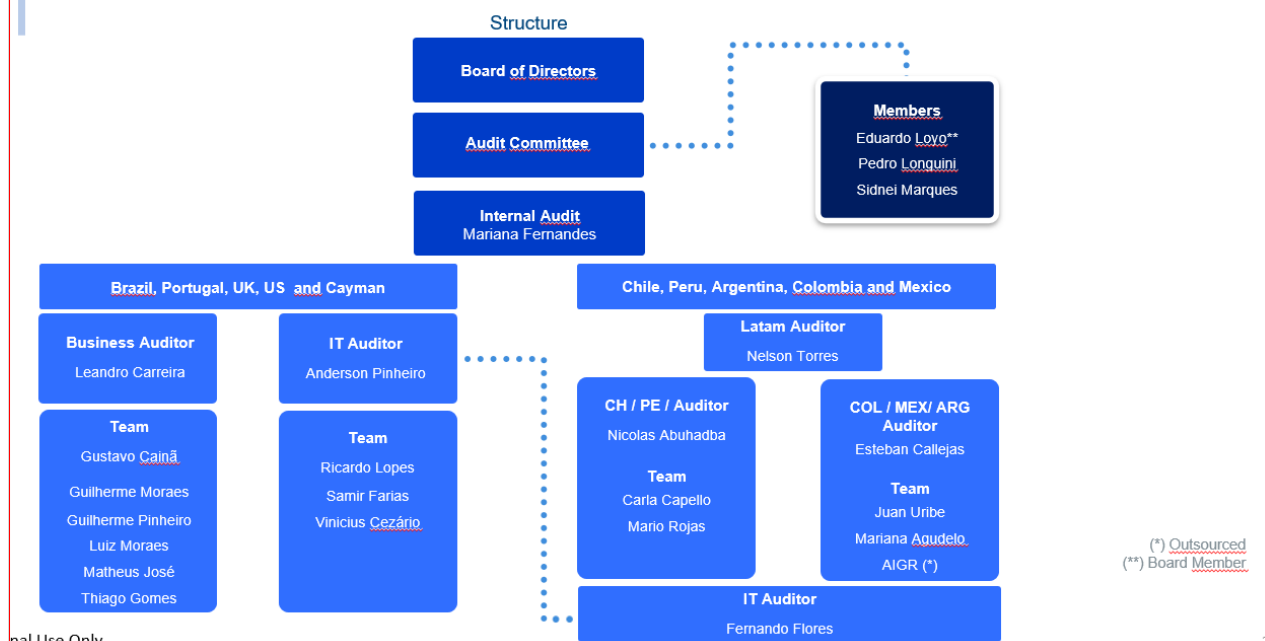 Structure
Board of Directors
Audit Committee
Members
Eduardo Loyo**
Pedro Longuini
Sidnei Marques
Internal Audit
Mariana Fernandes
Brazil, Portugal, UK, US and Cayman
Business Auditor
Leandro Carreira
Team
Gustavo Cainã
Guilherme Moraes
Guilherme Pinheiro
Luiz Moraes
Matheus José
Thiago Gomes
IT Auditor
Anderson Pinheiro
Team
Ricardo Lopes
Samir Farias
Vinicius Cezário
Chile, Peru, Argentina, Colombia and Mexico
Latam Auditor
Nelson Torres
CH / PE / Auditor
Nicolas Abuhadba
Team
Carla Capello
Mario Rojas
COL / MEX/ ARG
Auditor
Esteban Callejas
Team
Juan Uribe
Mariana Agudelo
AIGR (*)
IT Auditor
Fernando Flores
(*) Outsourced
(**) Board Member
nal Use Only